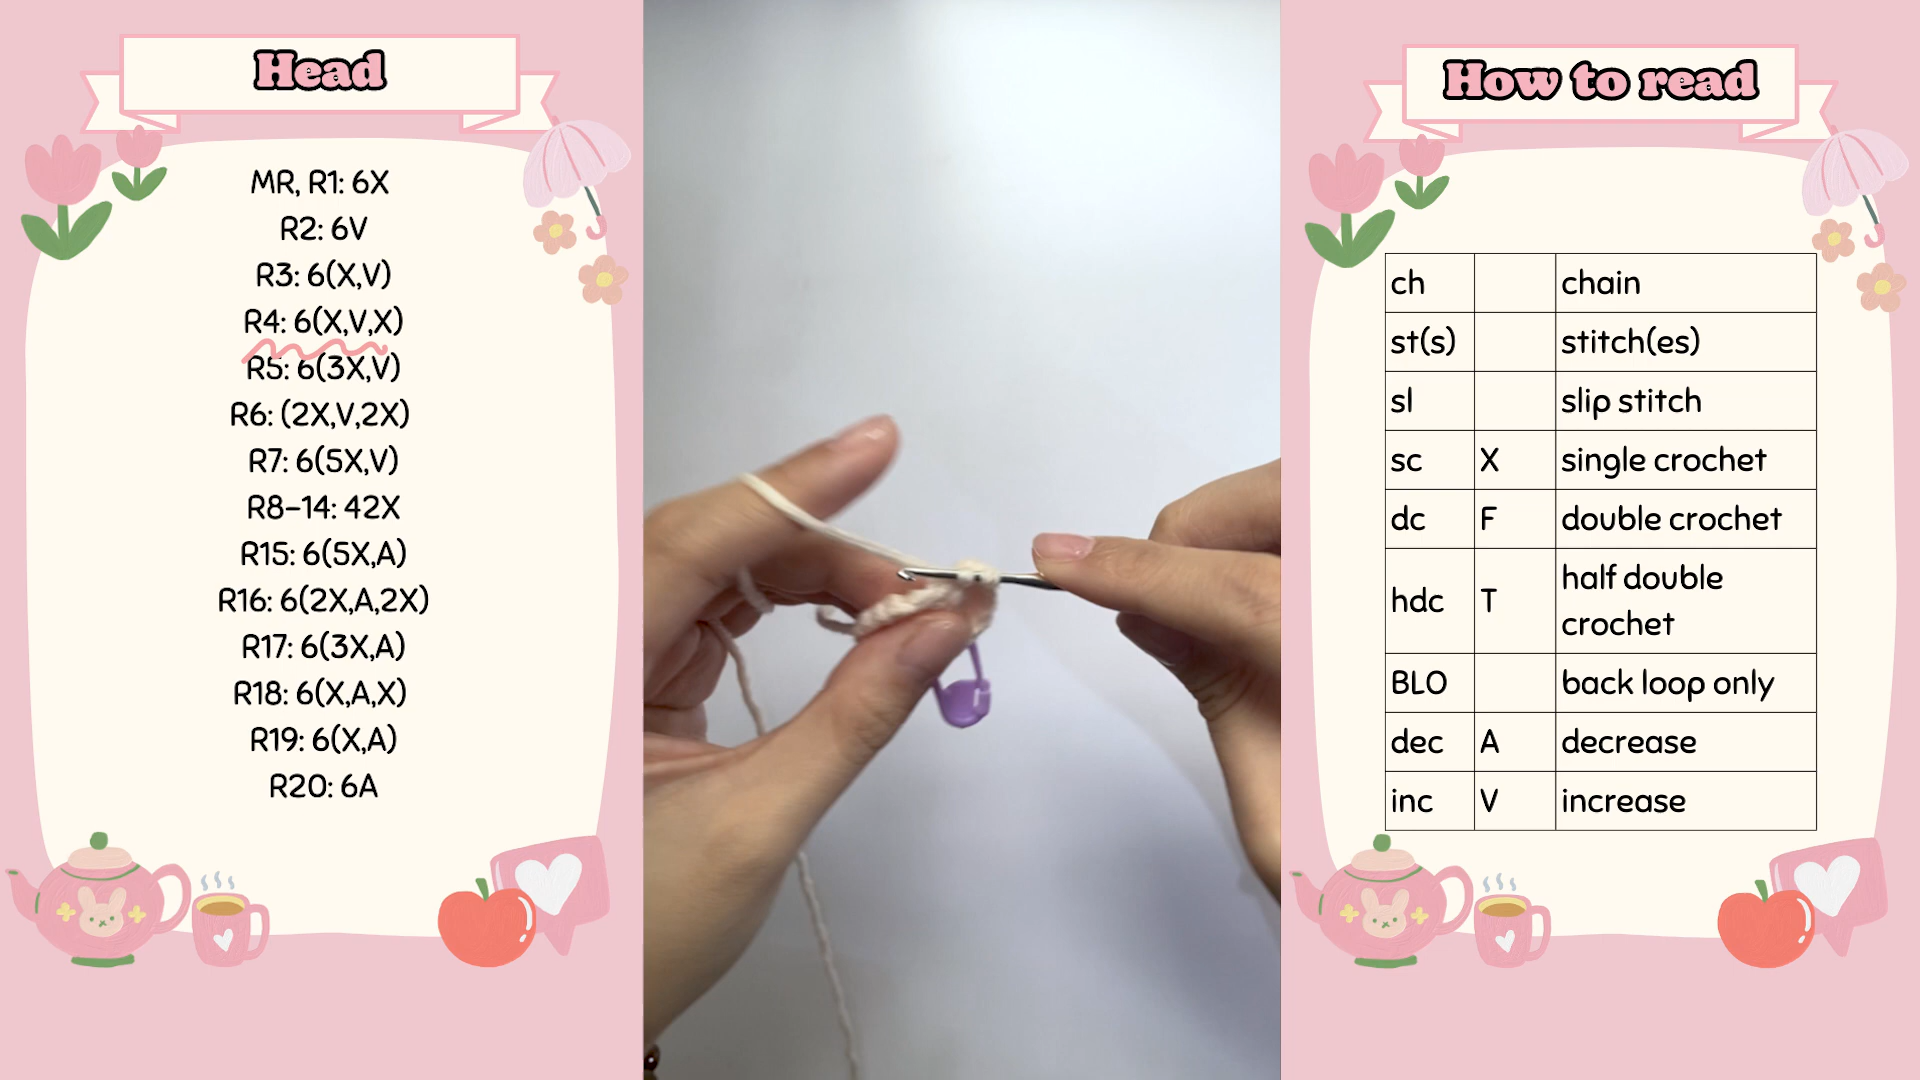 Head
MR, R1: 6X
R2: 6V
R3: 6(X,V)
R4: 6(X,V,X)
R5: 6(3X,V)
R6: (2X,V,2X)
R7: 6(5X,V)
R8-14: 42X
R15: 6(5X,A)
R16: 6(2X,A,2X)
R17: 6(3X,A)
R18: 6(X,A,X)
R19: 6(X,A)
R20: 6A
How to read
ch chain
st(s) stitch(es)
sl slip stitch
sc X single crochet
dc F double crochet
hdc T half double
crochet
BLO back loop only
dec A decrease
inc V increase